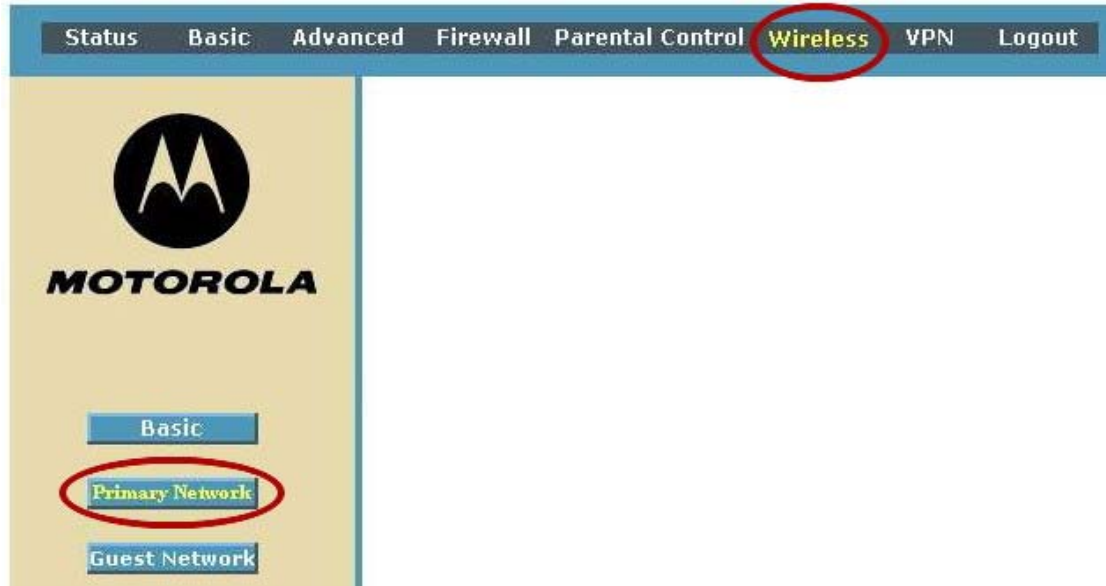 Status Basic Advanced Firewall Parental Control Wireless VPN Logout
MOTOROLA
Basic
Primary Network
Guest Network